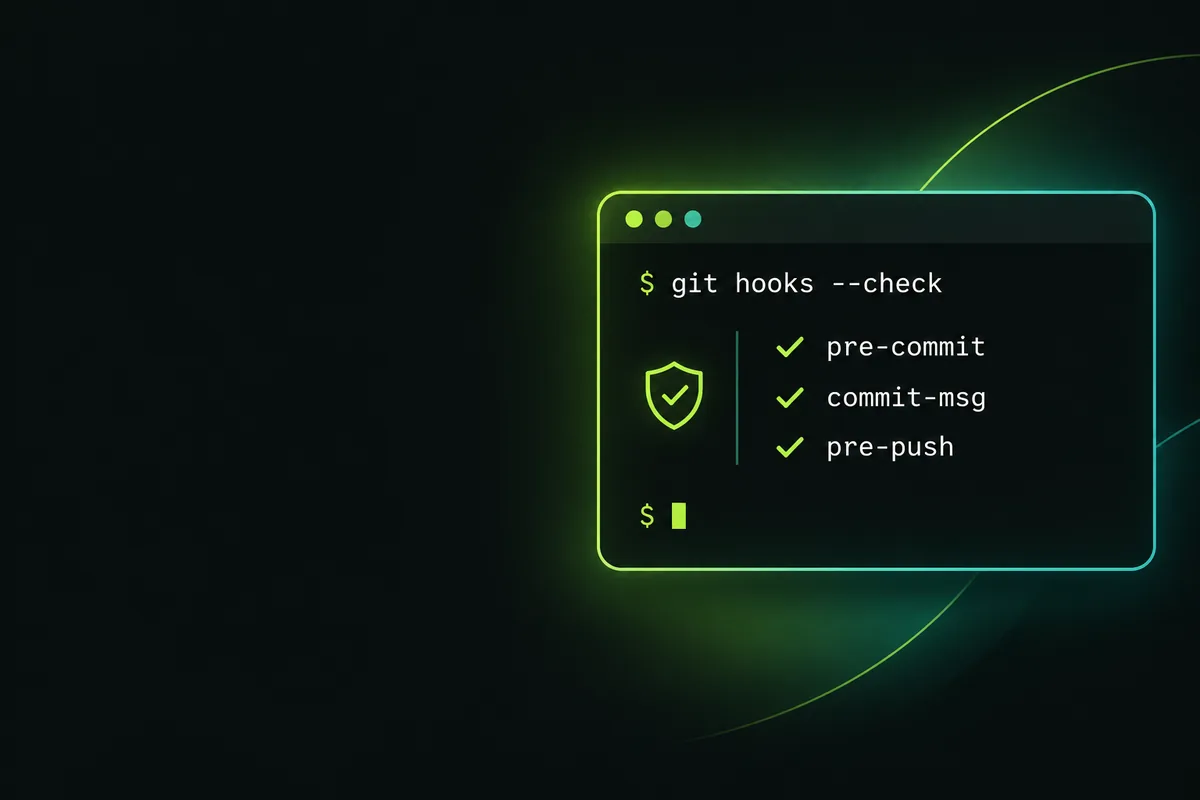 $ git hooks --check
pre-commit
commit-msg
pre-push
$